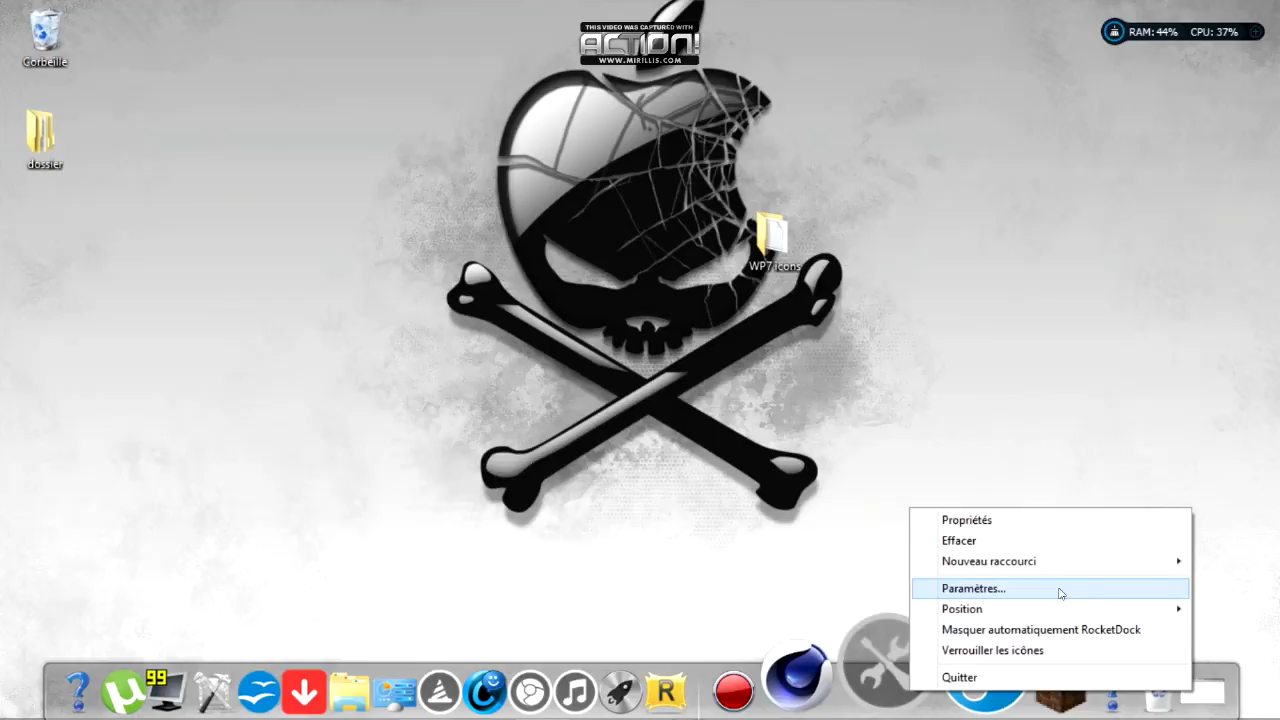 THIS VIDEO WAS CAPTURED WITH
ACTION!
WWW.MIRILLIS.COM
RAM: 44% CPU: 37%
Corbeille
dossier
WP7 icons
Propriétés
Effacer
Nouveau raccourci
Paramètres...
Position
Masquer automatiquement RocketDock
Verrouiller les icônes
Quitter
99
R